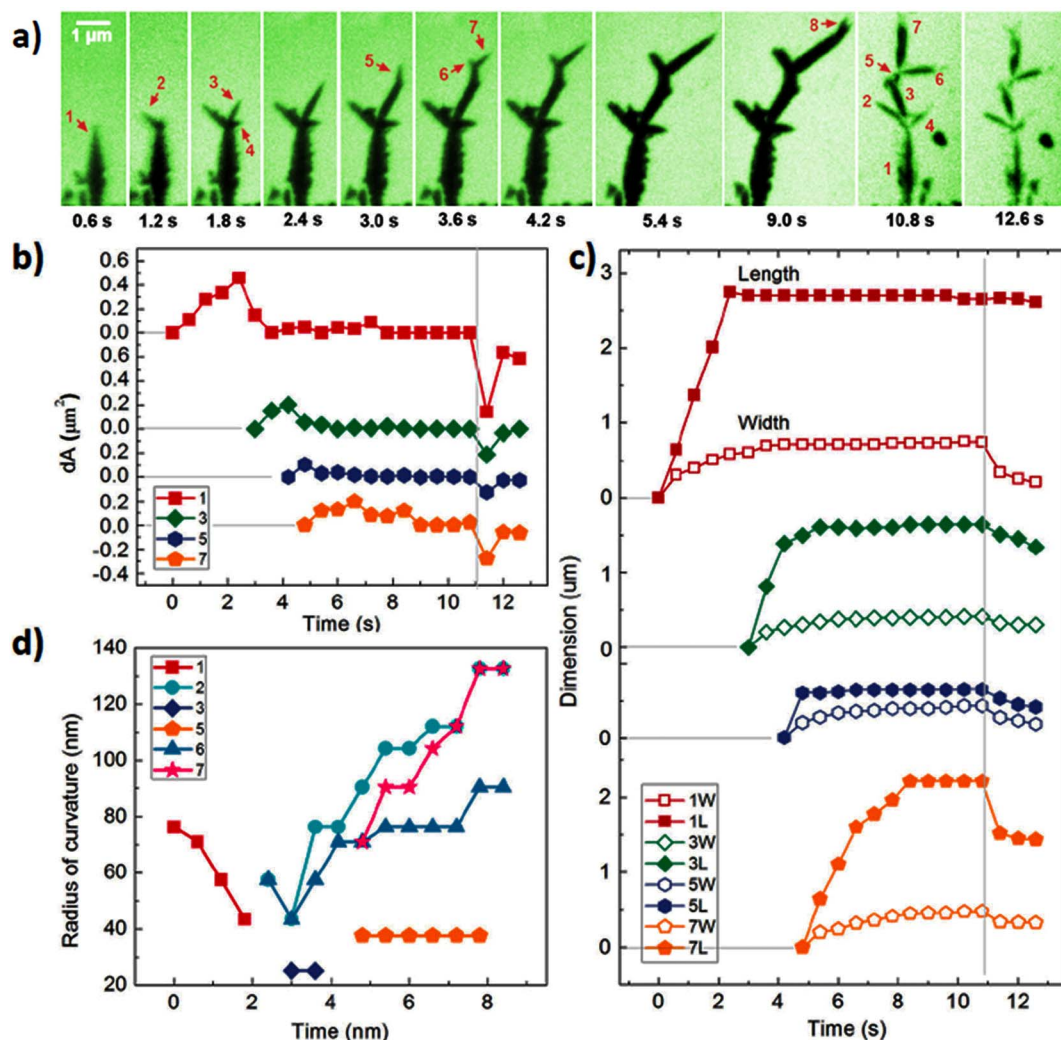 a)
1 μm
1
2
3
4
5
7
6
8
7
5
6
3
2
4
1
0.6 s 1.2 s 1.8 s 2.4 s 3.0 s 3.6 s 4.2 s 5.4 s 9.0 s 10.8 s 12.6 s
b)
0.6
0.4
0.2
0.0
0.6
0.4
0.2
0.0
0.2
0.0
0.2
0.0
-0.2
-0.4
dA (μm²)
1
3
5
7
0 2 4 6 8 10 12
Time (s)
c)
3
2
1
0
1
0
1
0
2
1
0
Dimension (um)
Length
Width
1W
1L
3W
3L
5W
5L
7W
7L
0 2 4 6 8 10 12
Time (s)
d)
140
120
100
80
60
40
20
Radius of curvature (nm)
1
2
3
5
6
7
0 2 4 6 8
Time (nm)